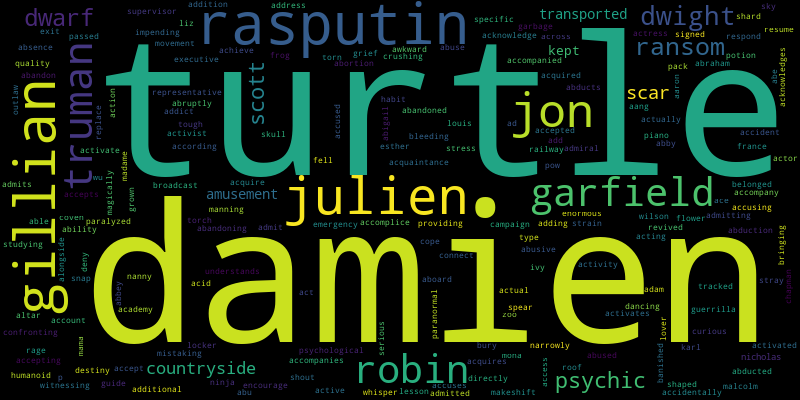 turtle
damien
rasputin
julien
garfield
jon
gillian
truman
robin
dwight
ransom
dwarf
scott
psychic
countryside
scar
kept
transported
amusement
supervisor
addition
address
sky
liz
specific
actress
signed
shard
exit
passed
impending
acknowledge
garbage
respond
resume
absence
movement
achieve
frog
torn
grief
awkward
abuse
across
quality
executive
abortion
crushing
accompanied
pack
abraham
potion
abandon
acquired
abducts
aaron
abe
acknowledges
outlaw
replace
action
representative
habit
abandoned
aang
abruptly
addict
accused
abigail
louis
ad
accepted
actually
piano
accident
tough
activist
skull
bleeding
add
abby
france
according
esther
stress
railway
admiral
activate
madame
fell
acquaintance
pow
actor
admits
wu
broadcast
acquire
belonged
accepts
magically
grown
accompany
able
coven
paralyzed
manning
emergency
accomplice
providing
campaign
enormous
wilson
flower
ace
accusing
ability
torch
abandoning
admit
adding
strain
revived
admitting
studying
alongside
deny
understands
cope
connect
type
abusive
acting
abduction
bringing
snap
nanny
acid
aboard
actual
ivy
activity
adam
tracked
stray
abbey
academy
act
paranormal
spear
zoo
dancing
guerrilla
altar
account
activates
lover
curious
confronting
mama
locker
psychological
serious
bury
narrowly
karl
activated
rage
mistaking
accompanies
acquires
mona
abused
banished
nicholas
accepting
destiny
accept
roof
humanoid
p
guide
ninja
shout
whisper
accuses
directly
access
shaped
abducted
witnessing
additional
abu
encourage
active
lesson
admitted
makeshift
accidentally
malcolm